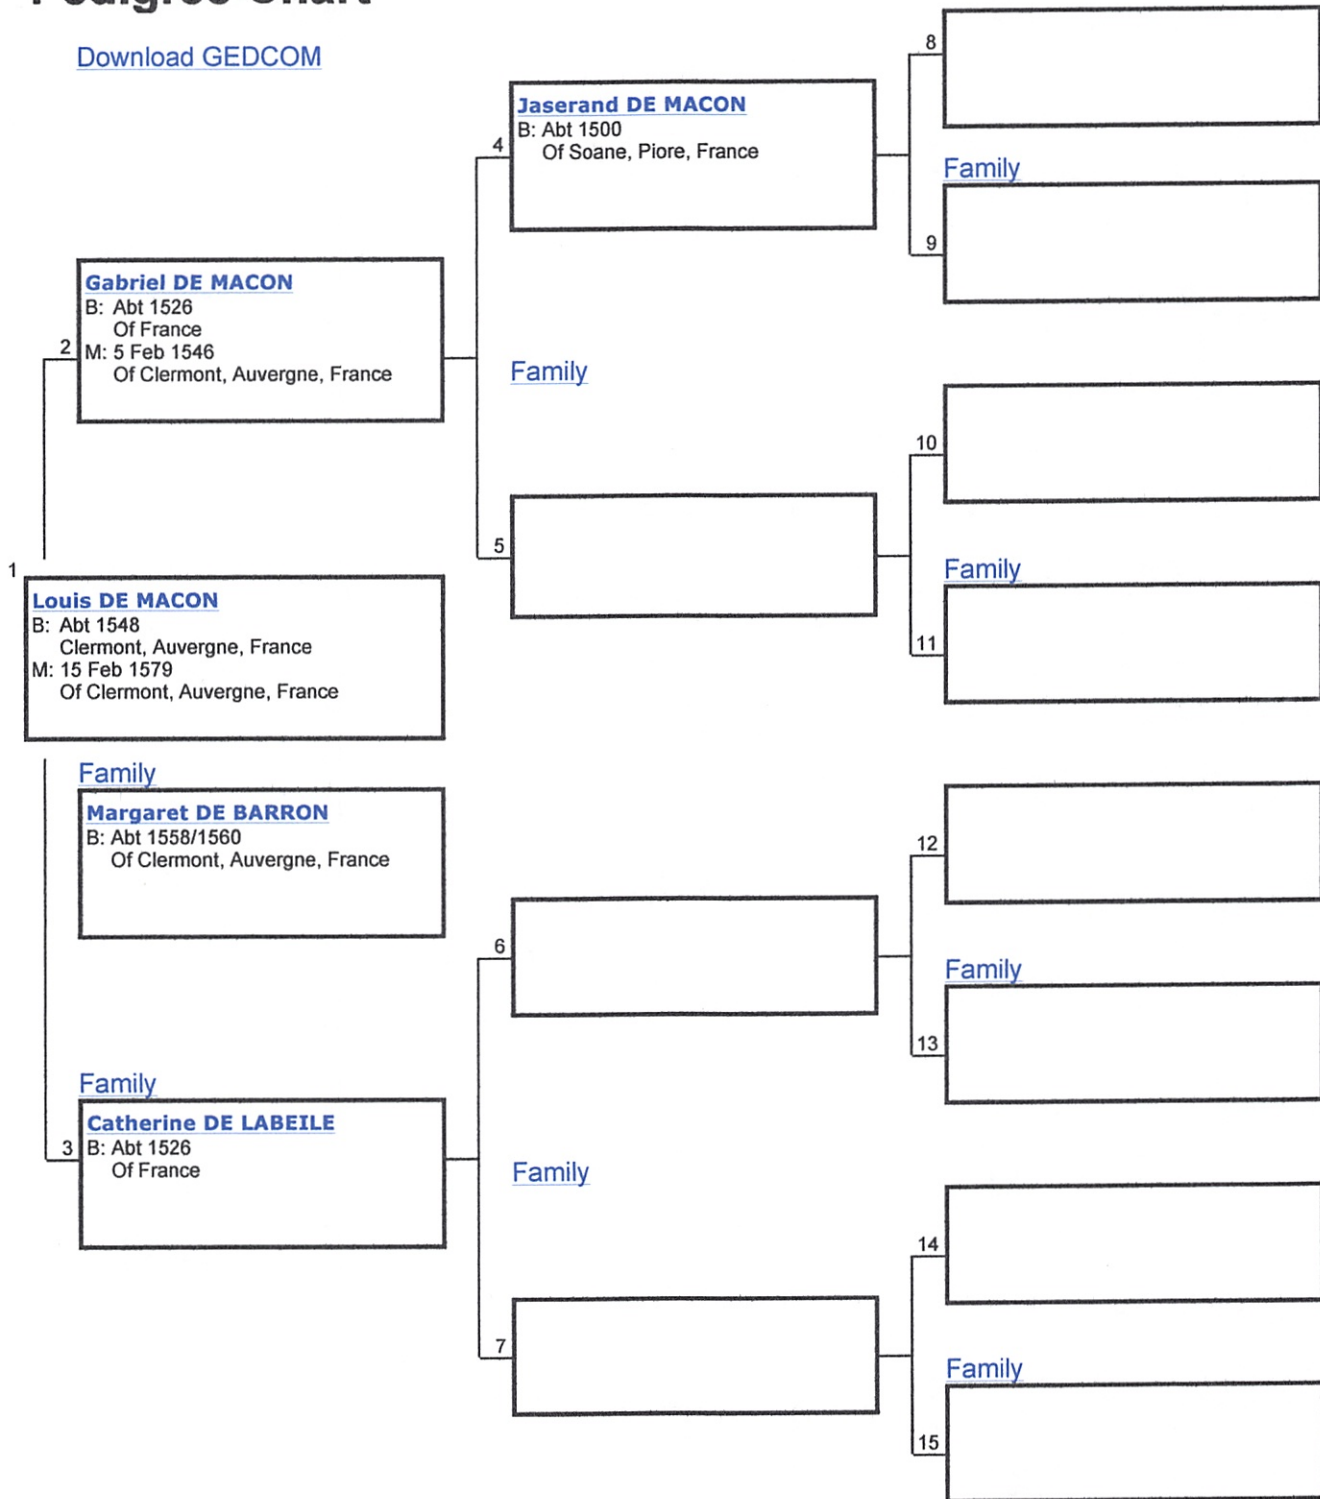 Pedigree Chart
Download GEDCOM
8
Jaserand DE MACON
B: Abt 1500
Of Soane, Piore, France
4
Family
9
Gabriel DE MACON
B: Abt 1526
Of France
M: 5 Feb 1546
Of Clermont, Auvergne, France
2
Family
10
5
Family
11
1
Louis DE MACON
B: Abt 1548
Clermont, Auvergne, France
M: 15 Feb 1579
Of Clermont, Auvergne, France
Family
Margaret DE BARRON
B: Abt 1558/1560
Of Clermont, Auvergne, France
12
6
Family
13
Family
Catherine DE LABEILE
B: Abt 1526
Of France
3
Family
14
7
Family
15